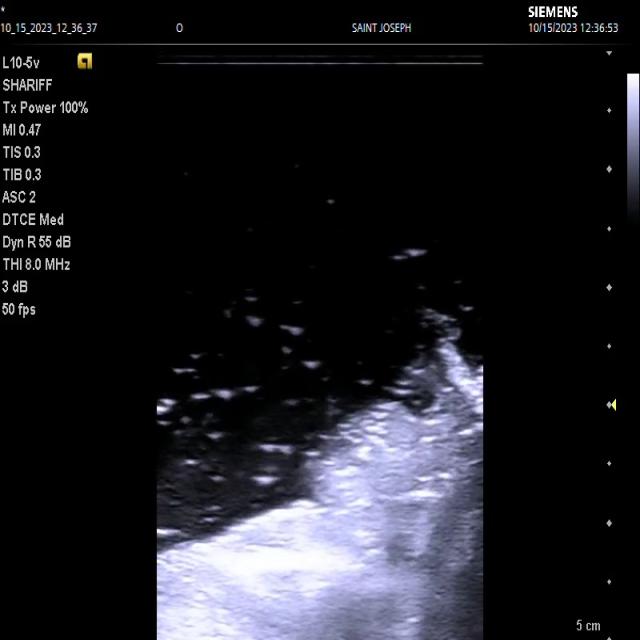 *
SIEMENS
10_15_2023_12_36_37 O SAINT JOSEPH 10/15/2023 12:36:53
L10-5v
SHARIFF
Tx Power 100%
MI 0.47
TIS 0.3
TIB 0.3
ASC 2
DTCE Med
Dyn R 55 dB
THI 8.0 MHz
3 dB
50 fps
5 cm